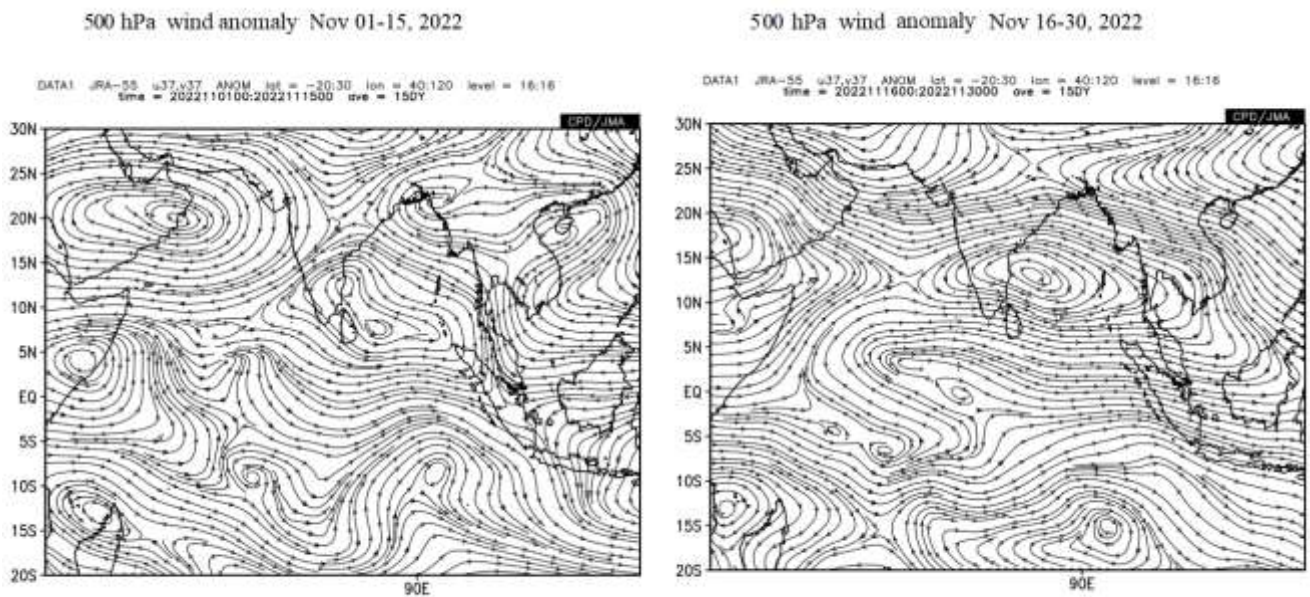 500 hPa wind anomaly Nov 01-15, 2022
DATA1 JRA-55 u37,v37 ANOM lat = -20:30 lon = 40:120 level = 16:16
time = 2022110100:2022111500 ave = 15DY
CPD/JMA
30N
25N
20N
15N
10N
5N
EQ
5S
10S
15S
20S
90E
500 hPa wind anomaly Nov 16-30, 2022
DATA1 JRA-55 u37,v37 ANOM lat = -20:30 lon = 40:120 level = 16:16
time = 2022111600:2022113000 ave = 15DY
CPD/JMA
30N
25N
20N
15N
10N
5N
EQ
5S
10S
15S
20S
90E